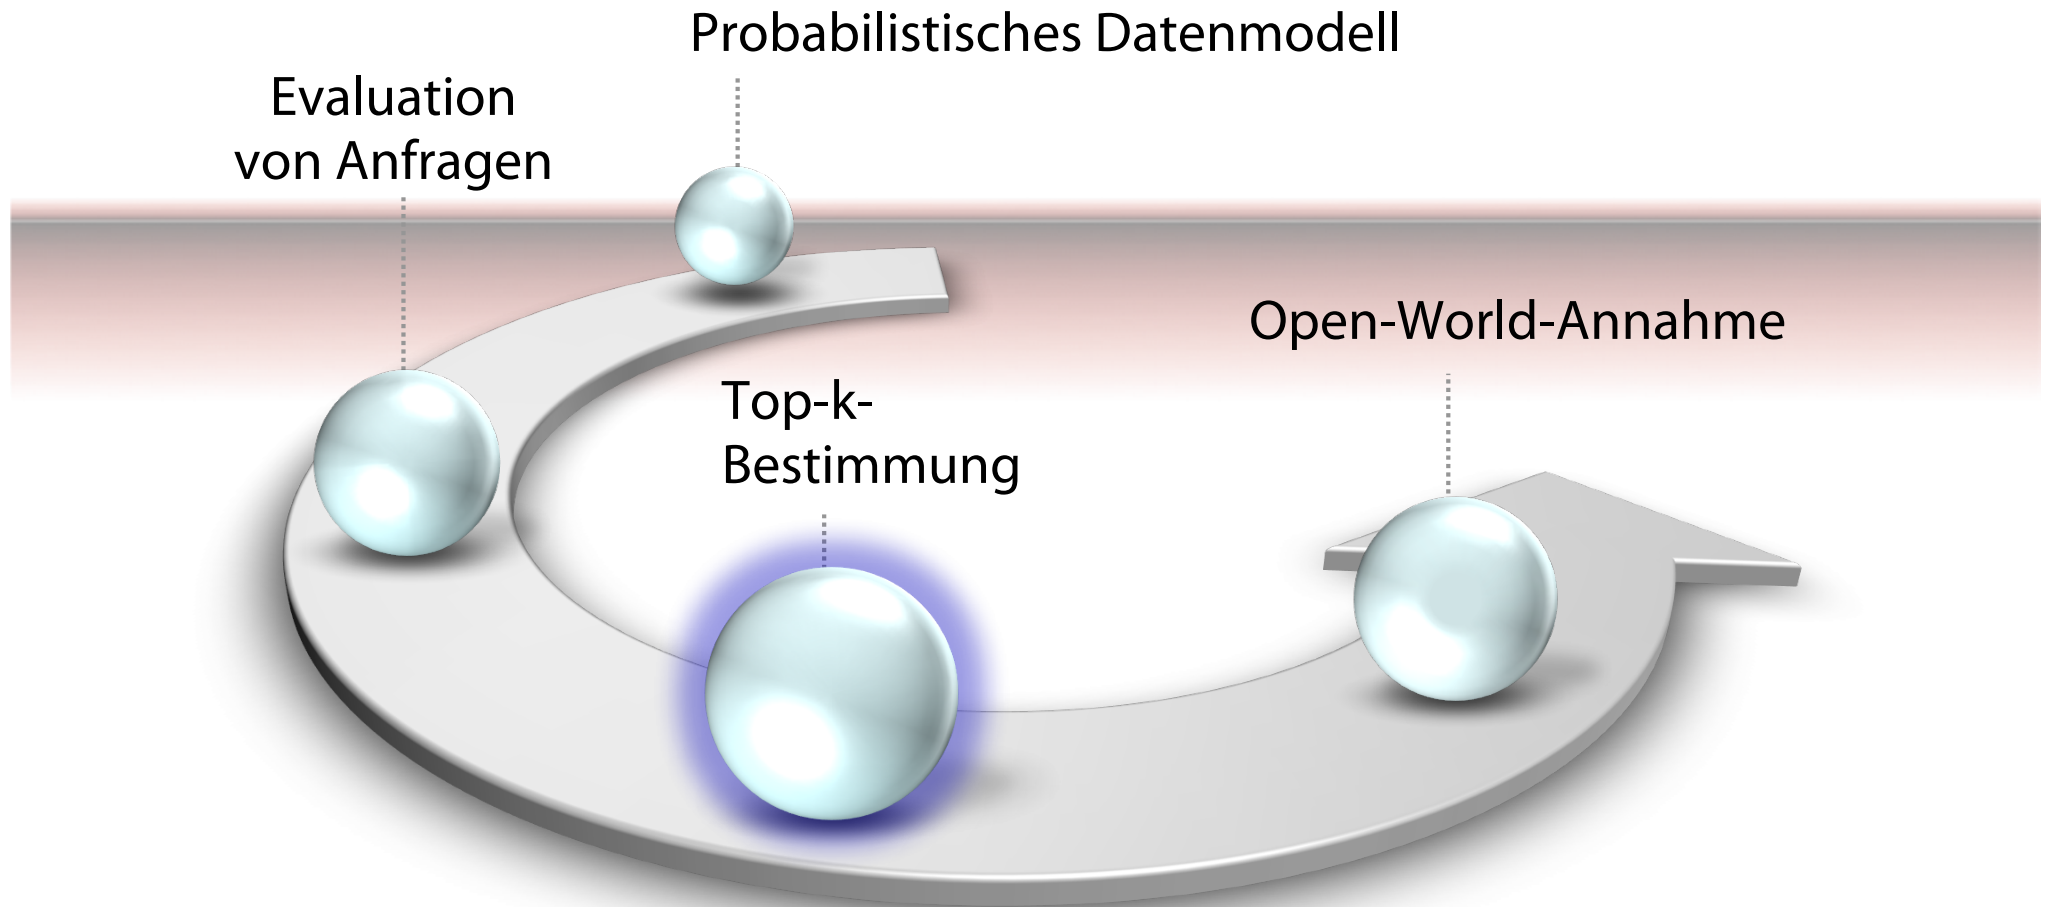 Probabilistisches Datenmodell
Evaluation
von Anfragen
Open-World-Annahme
Top-k-
Bestimmung